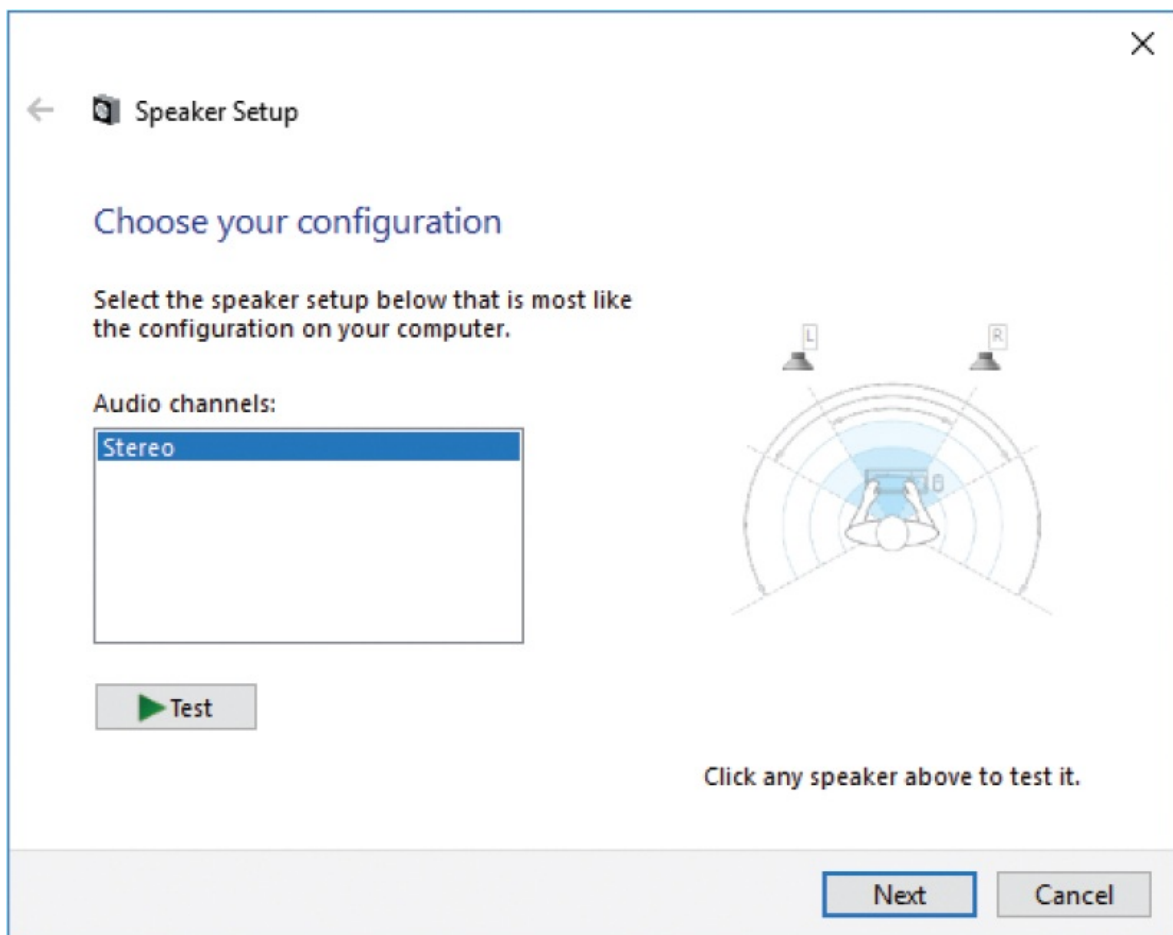 Speaker Setup
Choose your configuration
Select the speaker setup below that is most like
the configuration on your computer.
Audio channels:
Stereo
L
R
Test
Click any speaker above to test it.
Next
Cancel